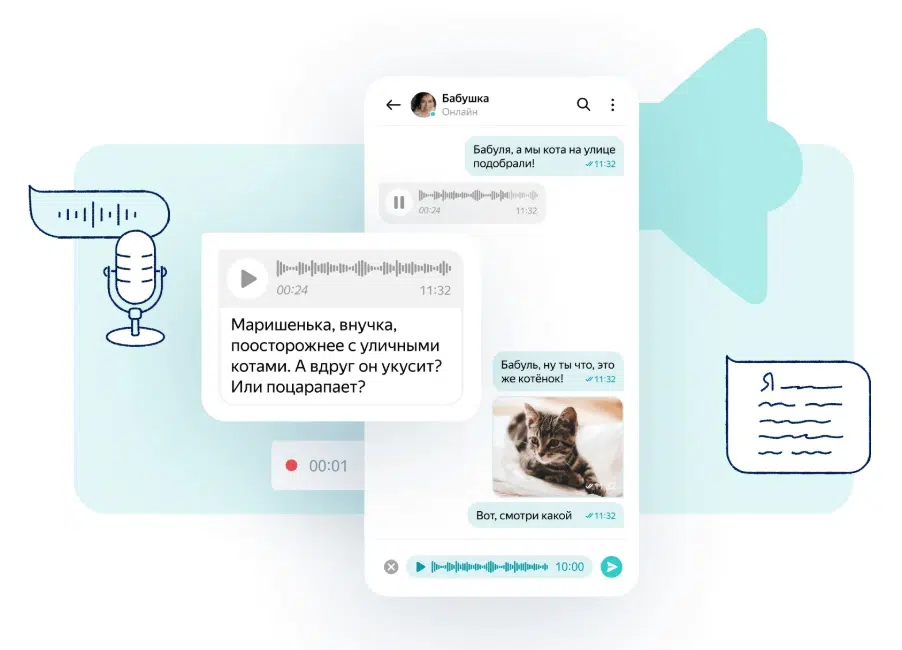 Бабушка
Онлайн
Бабуля, а мы кота на улице
подобрали!
11:32
00:24
11:32
00:24
11:32
Маришенька, внучка,
поосторожнее с уличными
котами. А вдруг он укусит?
Или поцарапает?
Бабуль, ну ты что, это
же котёнок!
11:32
Я
00:01
11:32
Вот, смотри какой
11:32
10:00